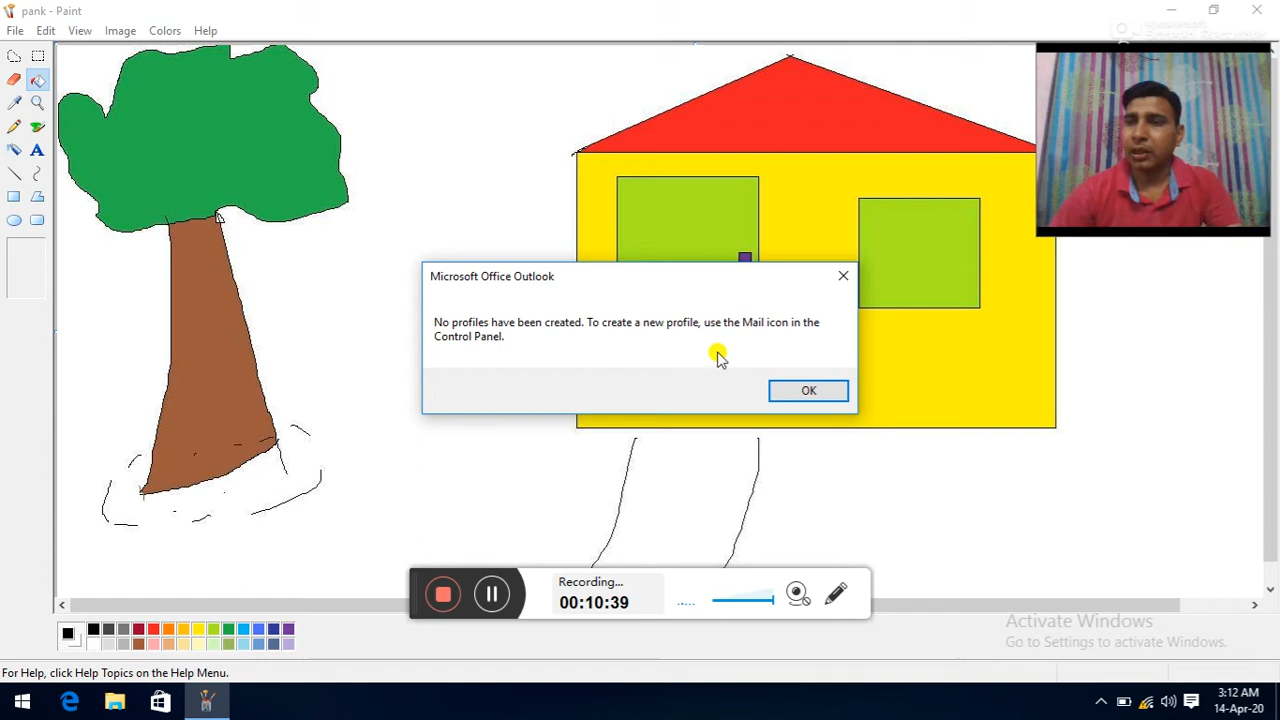 pank - Paint
File Edit View Image Colors Help
Microsoft Office Outlook
No profiles have been created. To create a new profile, use the Mail icon in the
Control Panel.
OK
Recording...
00:10:39
Activate Windows
Go to Settings to activate Windows.
For Help, click Help Topics on the Help Menu.
3:12 AM
14-Apr-20